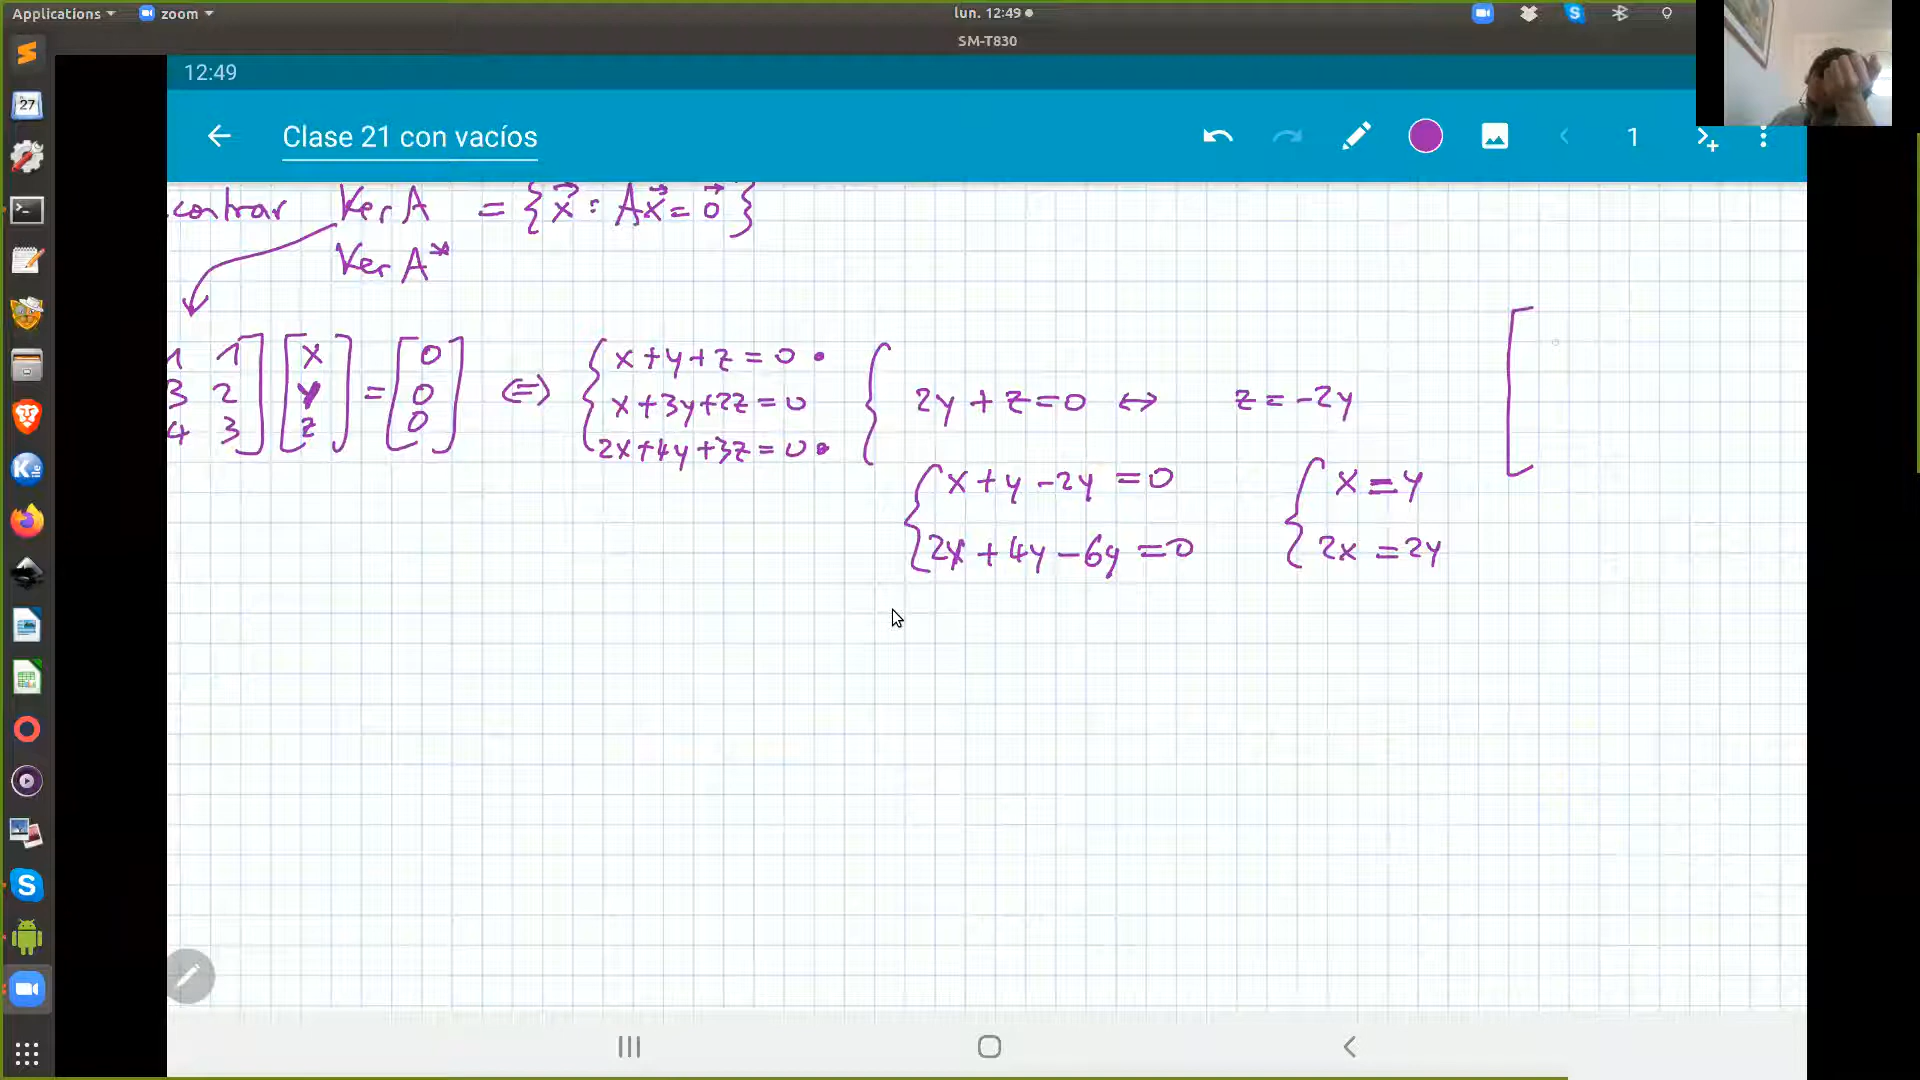 Applications zoom lun. 12:49
SM-T830
12:49
Clase 21 con vacíos 1
contrar Ker A = {x⃗ : Ax⃗ = 0⃗}
Ker A*
1 1 x 0
3 2 y = 0
4 3 z 0
⇔
x+y+z=0
x+3y+2z=0
2x+4y+3z=0
2y+z=0 ↔ z=-2y
x+y-2y=0 x=y
2x+4y-6y=0 2x=2y
27